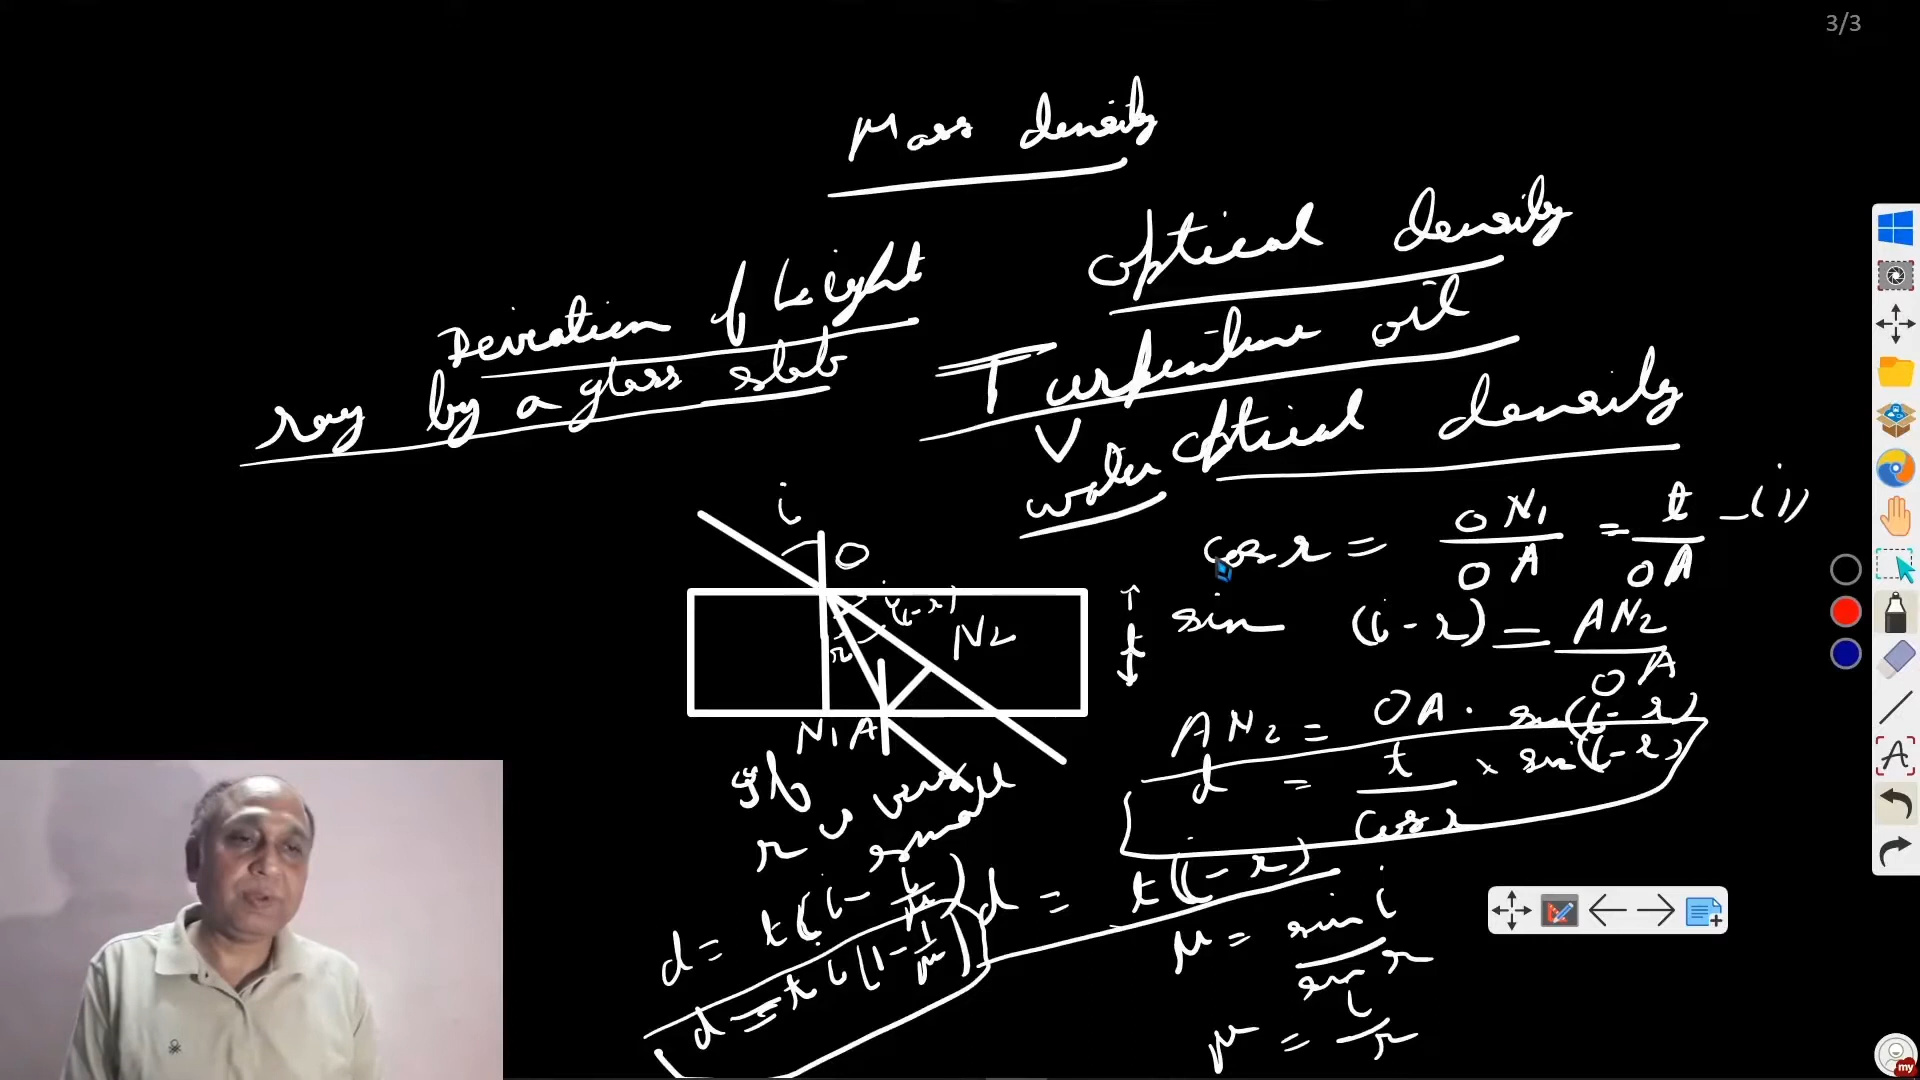 3/3
Mass density
optical density
Deviation of Light
ray by a glass slab
Turpentine oil
optical density
>
water
i
O
i
(i-r)
r
N2
N1 A
t
cos r = ON1/OA = t/OA -(1)
sin (i-r) = AN2/OA
AN2 = OA. sin(i-r)
d = t/cos r x sin(i-r)
r is very
small
d = t(i-r)
d = t(i - i/μ)
d = t i(1 - 1/μ)
μ = sin i/sin r
μ = i/r
my